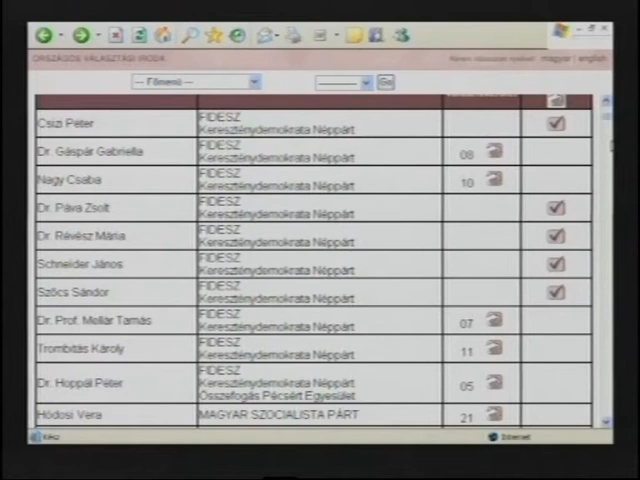 ORSZÁGOS VÁLASZTÁSI IRODA
magyar | english
--- Főmenü ---
Go
Csizi Péter
FIDESZ
Kereszténydemokrata Néppárt
Dr. Gáspár Gabriella
FIDESZ
Kereszténydemokrata Néppárt
08
Nagy Csaba
FIDESZ
Kereszténydemokrata Néppárt
10
Dr. Páva Zsolt
FIDESZ
Kereszténydemokrata Néppárt
Dr. Révész Mária
FIDESZ
Kereszténydemokrata Néppárt
Schneider János
FIDESZ
Kereszténydemokrata Néppárt
Szőcs Sándor
FIDESZ
Kereszténydemokrata Néppárt
Dr. Prof. Mellár Tamás
FIDESZ
Kereszténydemokrata Néppárt
07
Trombitás Károly
FIDESZ
Kereszténydemokrata Néppárt
11
Dr. Hoppál Péter
FIDESZ
Kereszténydemokrata Néppárt
Összefogás Pécsért Egyesület
05
Hódosi Vera
MAGYAR SZOCIALISTA PÁRT
21
Kész
Internet